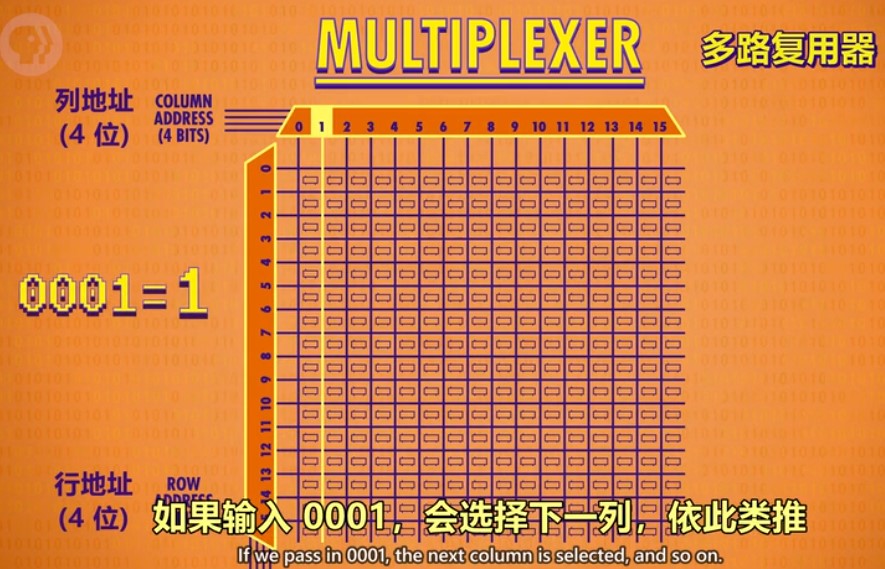 MULTIPLEXER
多路复用器
列地址
(4 位)
COLUMN
ADDRESS
(4 BITS)
0 1 2 3 4 5 6 7 8 9 10 11 12 13 14 15
0
1
2
3
4
5
6
7
8
9
10
11
12
13
14
0001=1
行地址
(4 位)
ROW
ADDRESS
如果输入 0001，会选择下一列，依此类推
If we pass in 0001, the next column is selected, and so on.